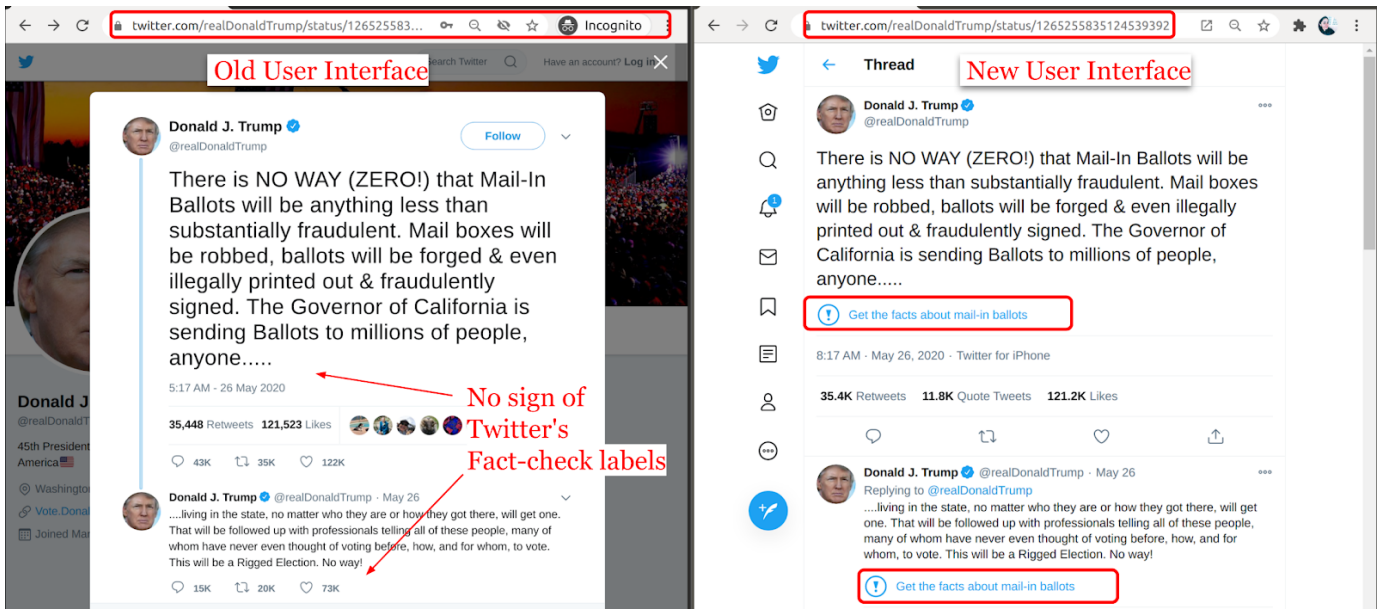 twitter.com/realDonaldTrump/status/126525583...
Incognito
Old User Interface
Search Twitter
Have an account? Log in
Donald J. Trump
@realDonaldTrump
Follow
There is NO WAY (ZERO!) that Mail-In
Ballots will be anything less than
substantially fraudulent. Mail boxes will
be robbed, ballots will be forged & even
illegally printed out & fraudulently
signed. The Governor of California is
sending Ballots to millions of people,
anyone.....
5:17 AM - 26 May 2020
35,448 Retweets 121,523 Likes
43K 35K 122K
Donald J. Trump @realDonaldTrump · May 26
....living in the state, no matter who they are or how they got there, will get one.
That will be followed up with professionals telling all of these people, many of
whom have never even thought of voting before, how, and for whom, to vote.
This will be a Rigged Election. No way!
15K 20K 73K
Donald J
@realDonaldT
45th President
America
Washingto
Vote.Donal
Joined Mar
No sign of
Twitter's
Fact-check labels
twitter.com/realDonaldTrump/status/1265255835124539392
Thread
New User Interface
1
Donald J. Trump
@realDonaldTrump
There is NO WAY (ZERO!) that Mail-In Ballots will be
anything less than substantially fraudulent. Mail boxes
will be robbed, ballots will be forged & even illegally
printed out & fraudulently signed. The Governor of
California is sending Ballots to millions of people,
anyone.....
Get the facts about mail-in ballots
8:17 AM · May 26, 2020 · Twitter for iPhone
35.4K Retweets 11.8K Quote Tweets 121.2K Likes
Donald J. Trump @realDonaldTrump · May 26
Replying to @realDonaldTrump
....living in the state, no matter who they are or how they got there, will get
one. That will be followed up with professionals telling all of these people,
many of whom have never even thought of voting before, how, and for
whom, to vote. This will be a Rigged Election. No way!
Get the facts about mail-in ballots